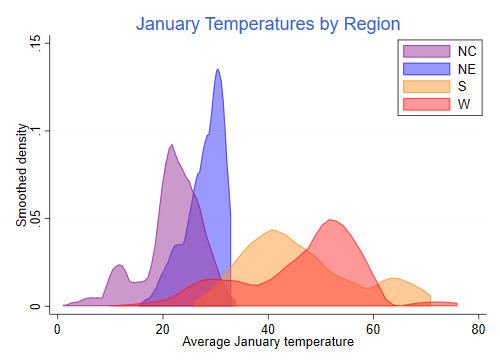 January Temperatures by Region
NC
NE
S
W
Smoothed density
.15
.1
.05
0
0 20 40 60 80
Average January temperature